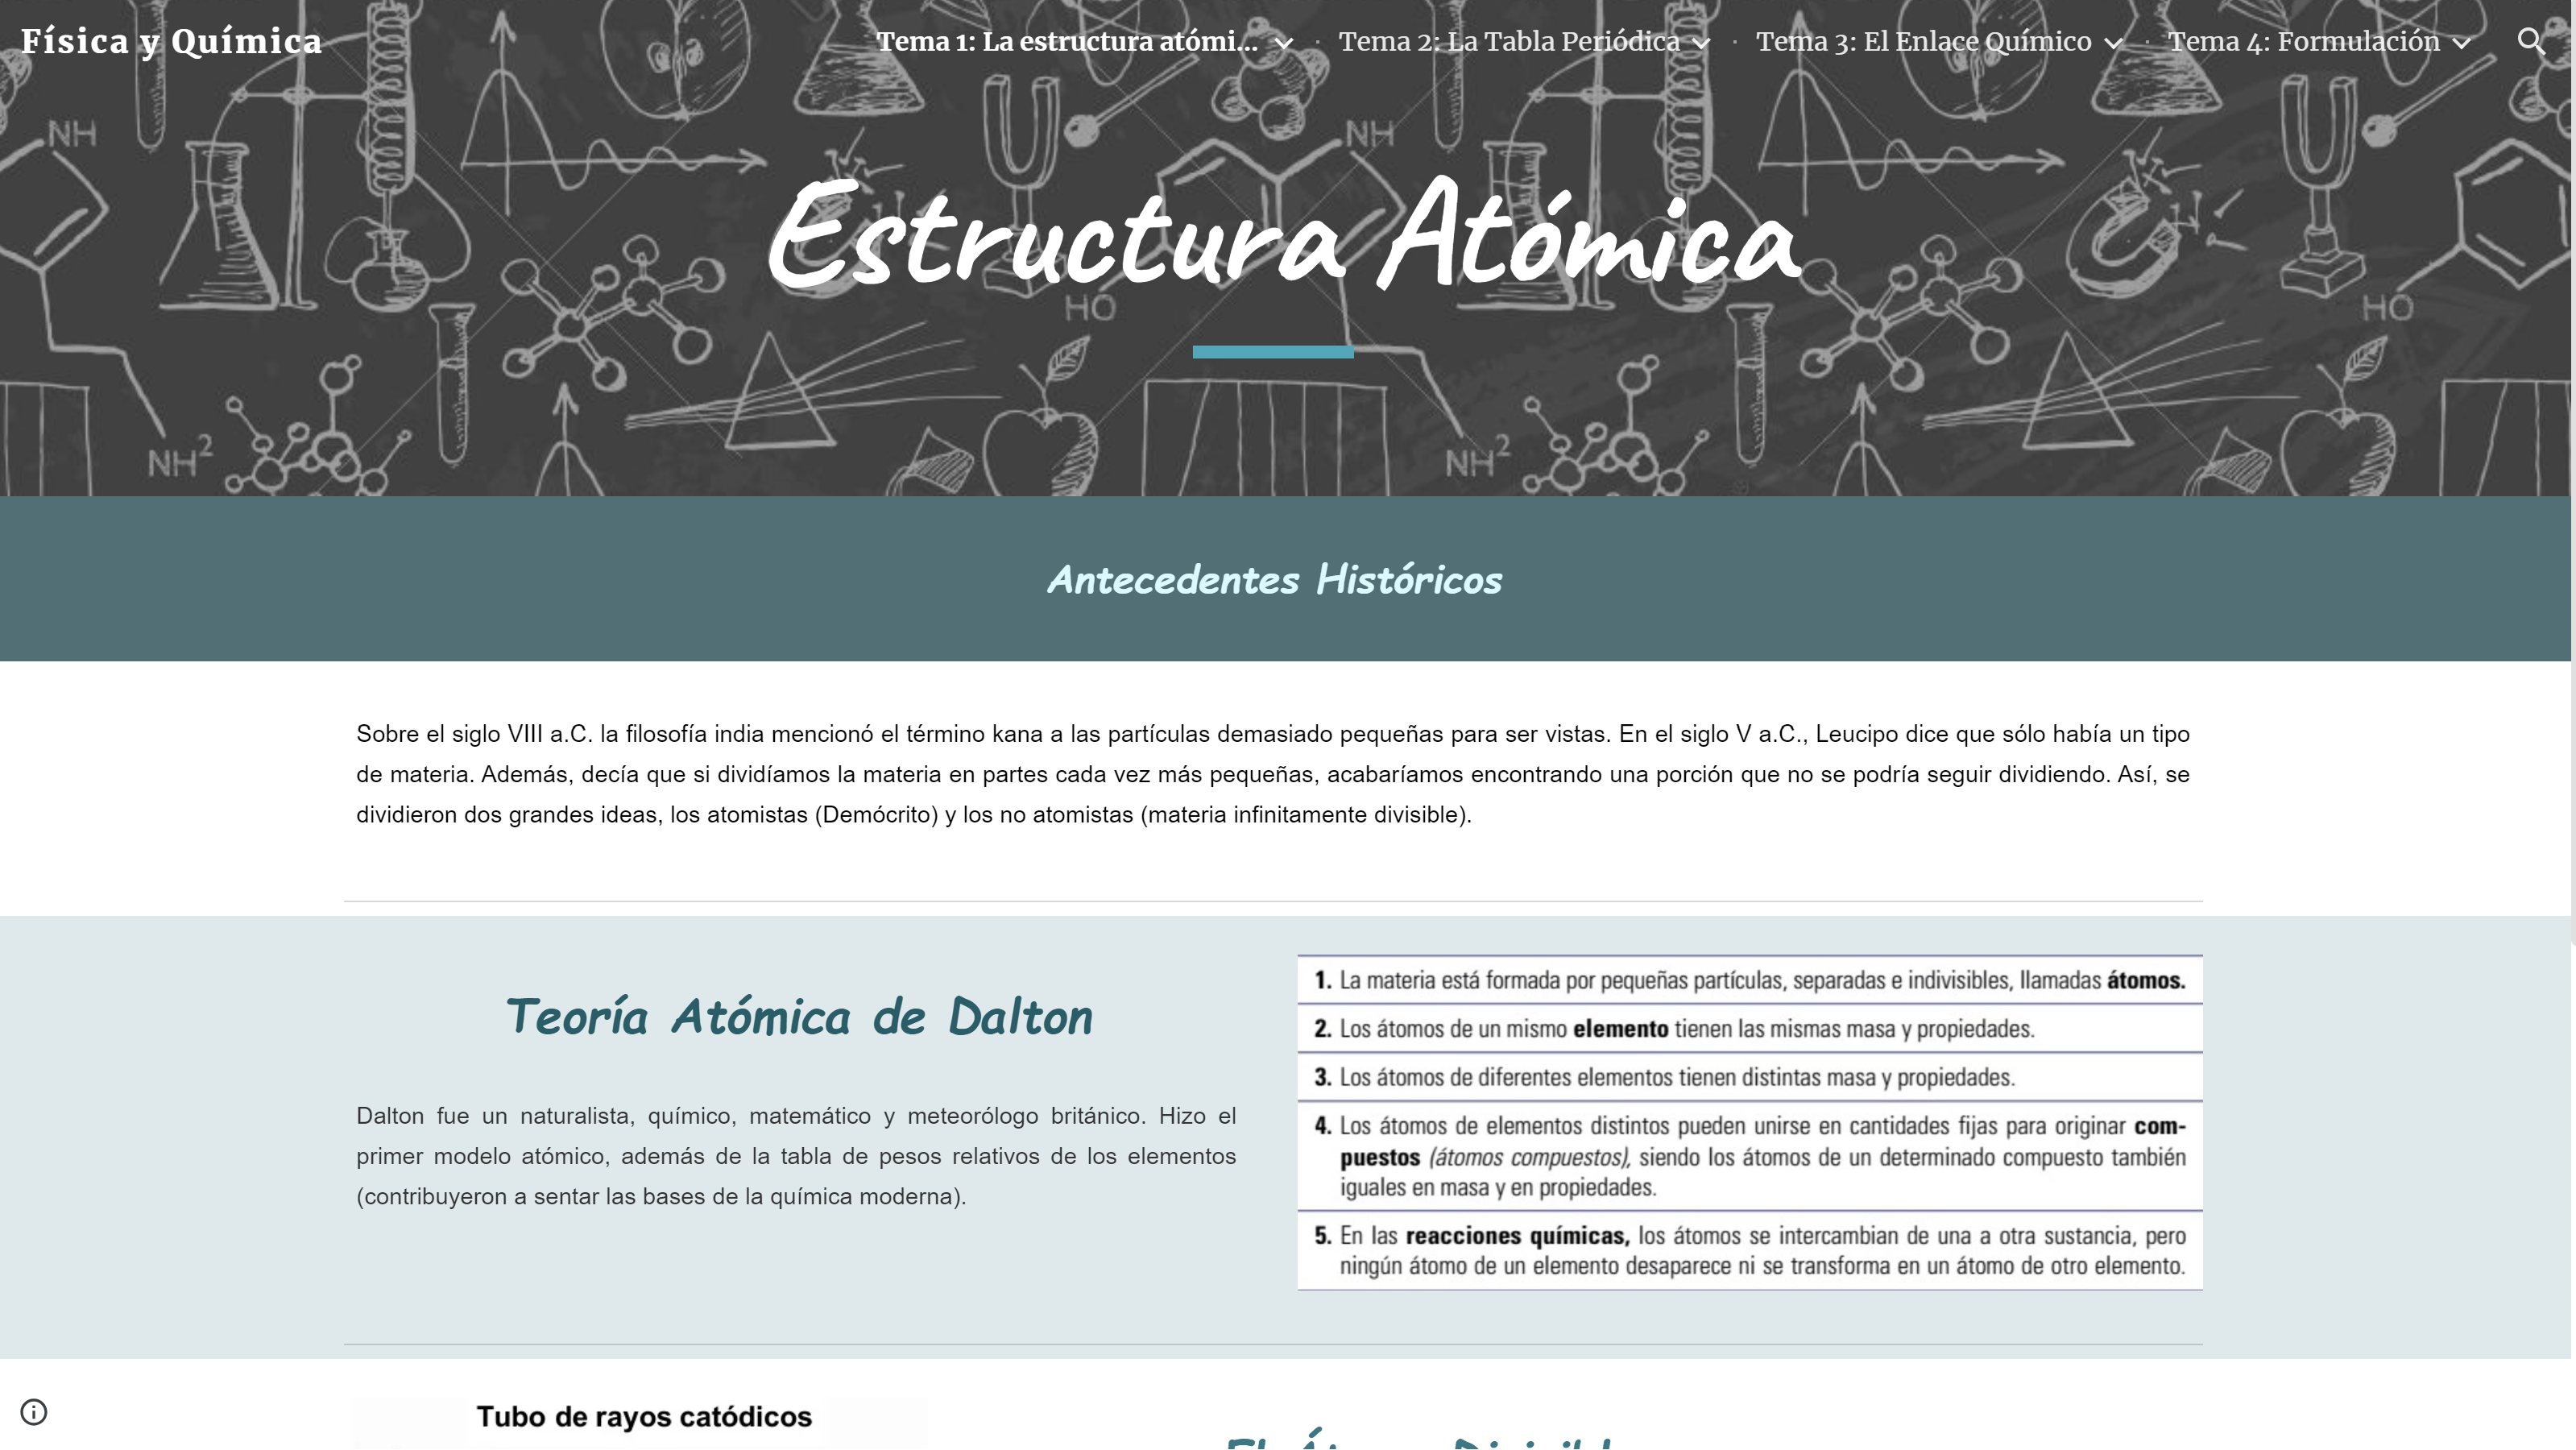 Física y Química
Tema 1: La estructura atómi...
Tema 2: La Tabla Periódica
Tema 3: El Enlace Químico
Tema 4: Formulación
NH
NH
Estructura Atómica
HO
HO
NH²
NH²
Antecedentes Históricos
Sobre el siglo VIII a.C. la filosofía india mencionó el término kana a las partículas demasiado pequeñas para ser vistas. En el siglo V a.C., Leucipo dice que sólo había un tipo
de materia. Además, decía que si dividíamos la materia en partes cada vez más pequeñas, acabaríamos encontrando una porción que no se podría seguir dividiendo. Así, se
dividieron dos grandes ideas, los atomistas (Demócrito) y los no atomistas (materia infinitamente divisible).
Teoría Atómica de Dalton
Dalton fue un naturalista, químico, matemático y meteorólogo británico. Hizo el
primer modelo atómico, además de la tabla de pesos relativos de los elementos
(contribuyeron a sentar las bases de la química moderna).
1. La materia está formada por pequeñas partículas, separadas e indivisibles, llamadas átomos.
2. Los átomos de un mismo elemento tienen las mismas masa y propiedades.
3. Los átomos de diferentes elementos tienen distintas masa y propiedades.
4. Los átomos de elementos distintos pueden unirse en cantidades fijas para originar com-
puestos (átomos compuestos), siendo los átomos de un determinado compuesto también
iguales en masa y en propiedades.
5. En las reacciones químicas, los átomos se intercambian de una a otra sustancia, pero
ningún átomo de un elemento desaparece ni se transforma en un átomo de otro elemento.
Tubo de rayos catódicos